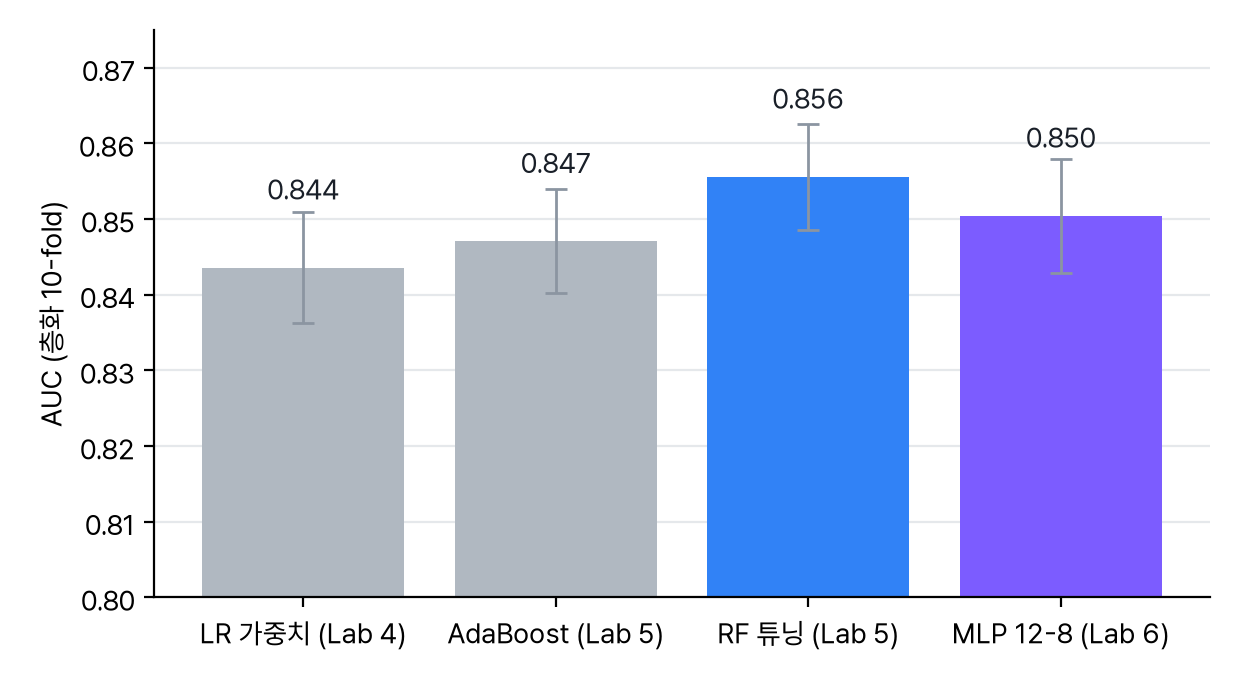 AUC (층화 10-fold)
0.87
0.86
0.85
0.84
0.83
0.82
0.81
0.80
0.844
0.847
0.856
0.850
LR 가중치 (Lab 4)
AdaBoost (Lab 5)
RF 튜닝 (Lab 5)
MLP 12-8 (Lab 6)